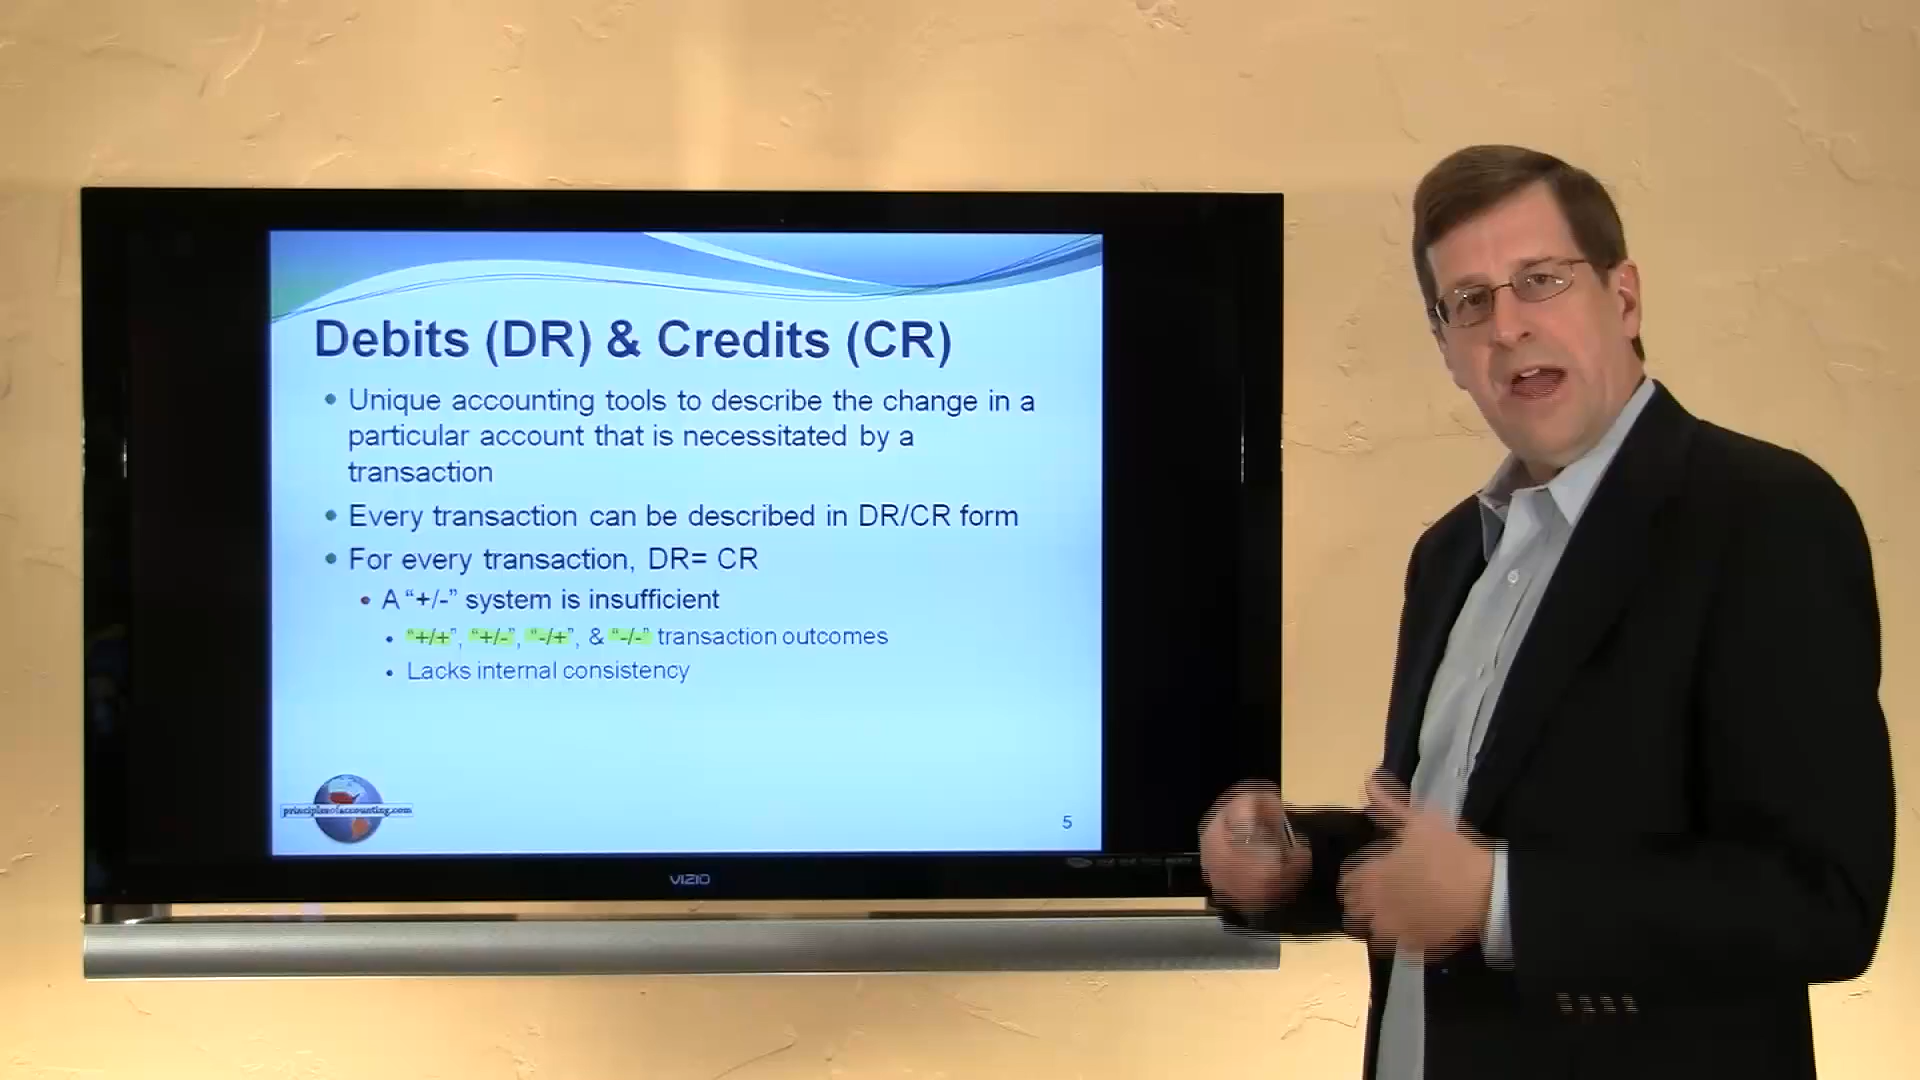 Debits (DR) & Credits (CR)
• Unique accounting tools to describe the change in a
particular account that is necessitated by a
transaction
• Every transaction can be described in DR/CR form
• For every transaction, DR= CR
• A “+/-” system is insufficient
• “+/+”, “+/-”, “-/+”, & “-/-” transaction outcomes
• Lacks internal consistency
principlesofaccounting.com
5
VIZIO